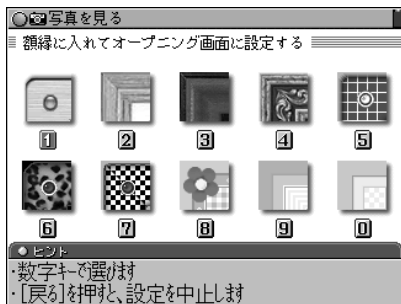 ○📷写真を見る
額縁に入れてオープニング画面に設定する
1 2 3 4 5
6 7 8 9 0
●ヒント
・数字キーで選びます
・[戻る]を押すと、設定を中止します